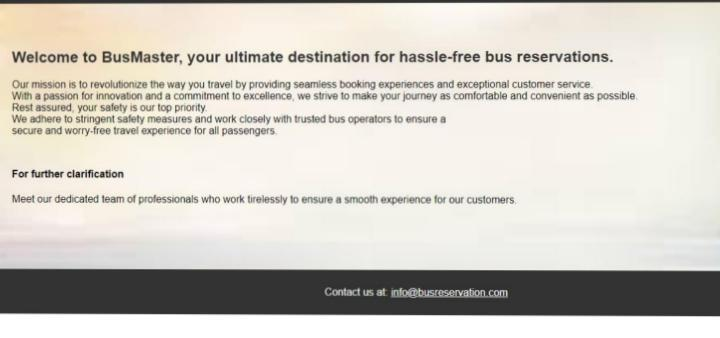 Welcome to BusMaster, your ultimate destination for hassle-free bus reservations.
Our mission is to revolutionize the way you travel by providing seamless booking experiences and exceptional customer service.
With a passion for innovation and a commitment to excellence, we strive to make your journey as comfortable and convenient as possible.
Rest assured, your safety is our top priority.
We adhere to stringent safety measures and work closely with trusted bus operators to ensure a
secure and worry-free travel experience for all passengers.
For further clarification
Meet our dedicated team of professionals who work tirelessly to ensure a smooth experience for our customers.
Contact us at: info@busreservation.com